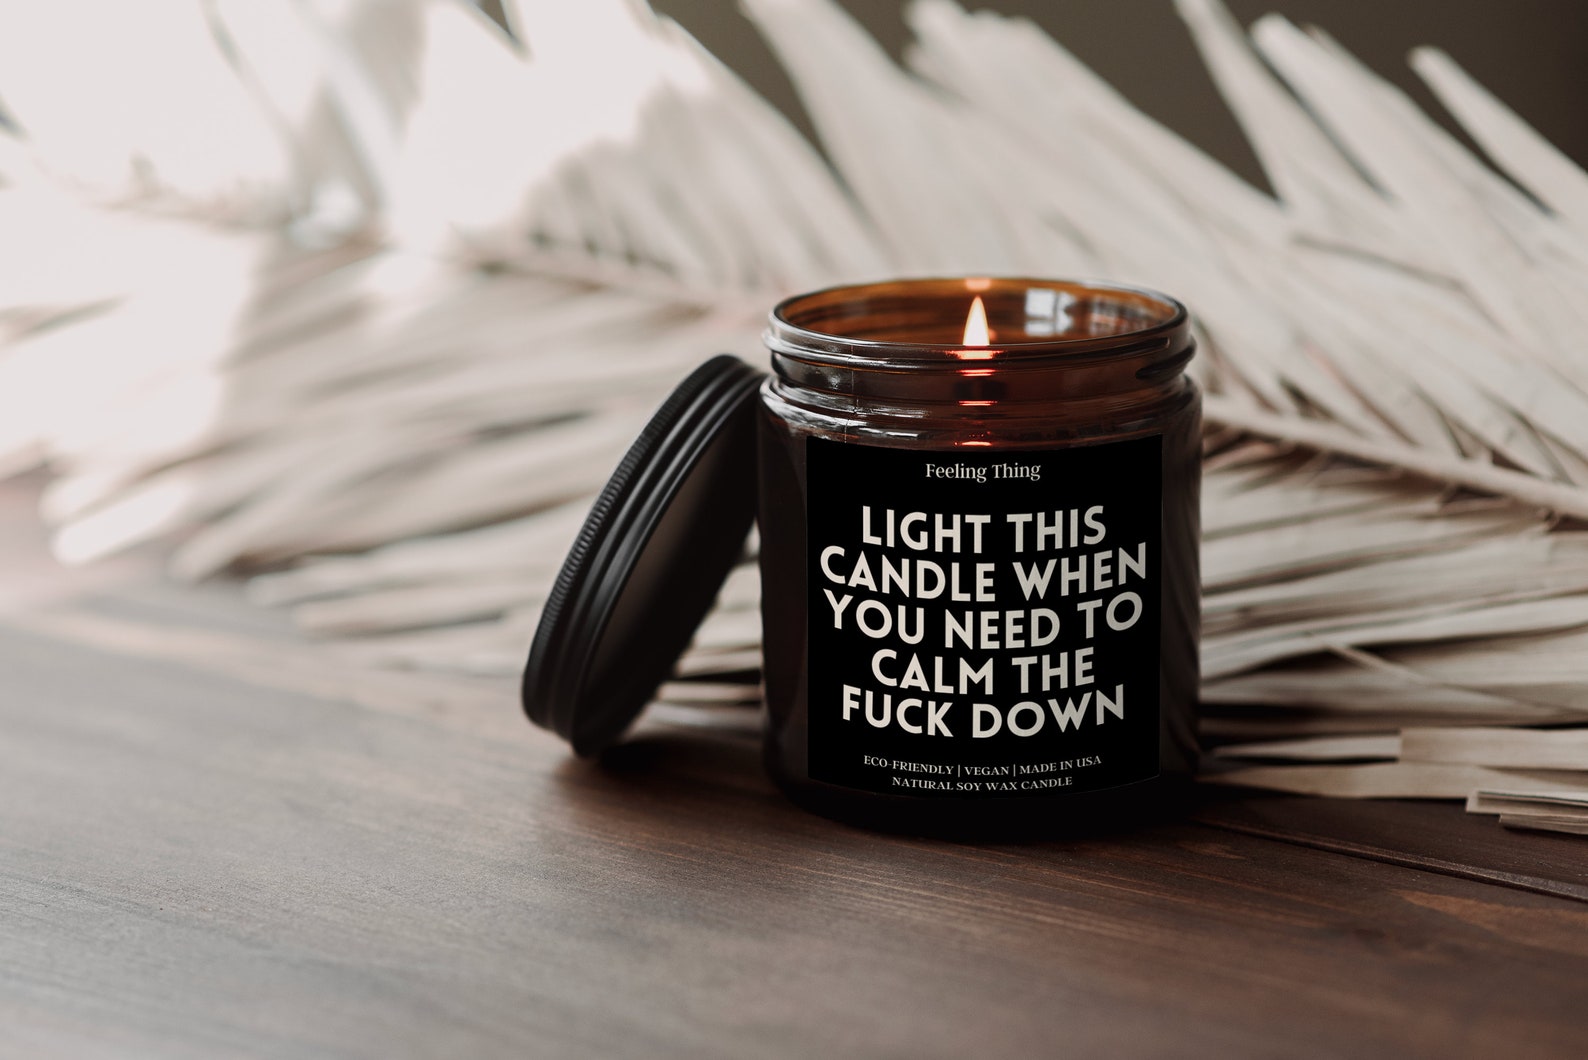 Feeling Thing
LIGHT THIS
CANDLE WHEN
YOU NEED TO
CALM THE
FUCK DOWN
ECO-FRIENDLY | VEGAN | MADE IN USA
NATURAL SOY WAX CANDLE